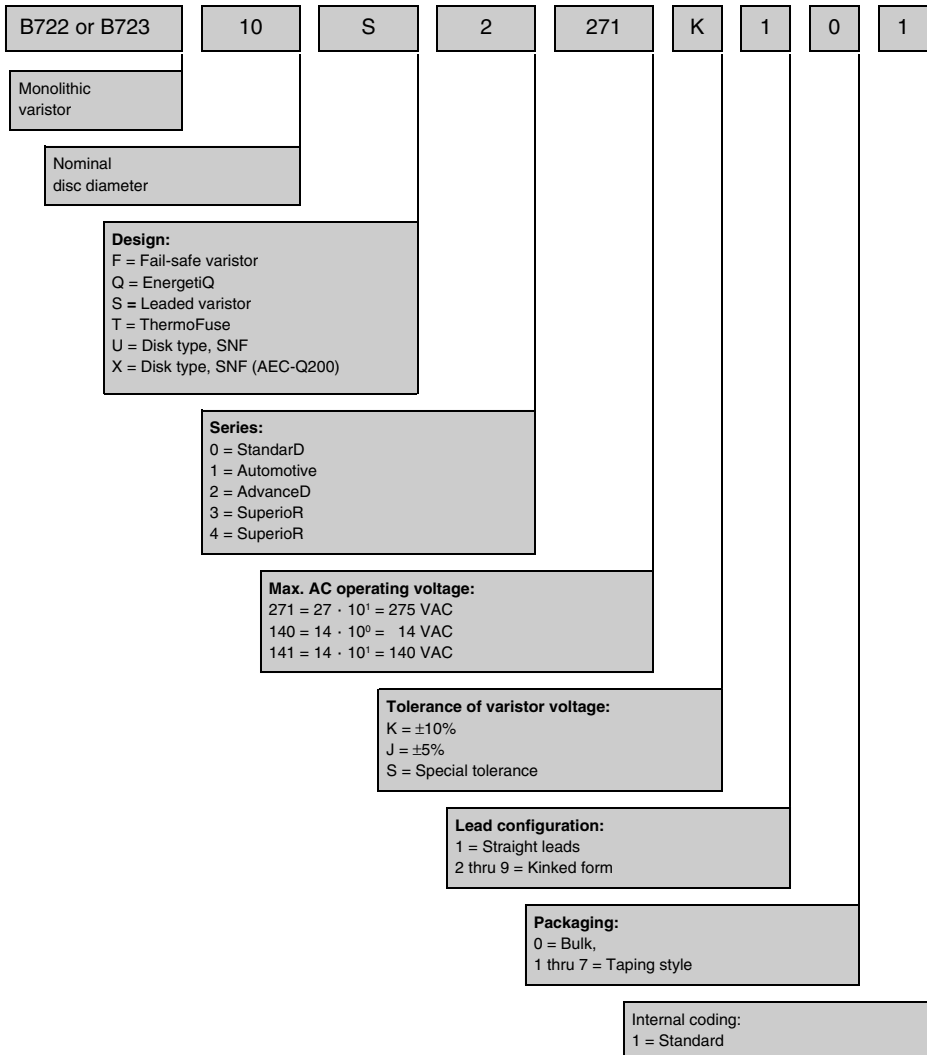 B722 or B723 10 S 2 271 K 1 0 1
Monolithic
varistor
Nominal
disc diameter
Design:
F = Fail-safe varistor
Q = EnergetiQ
S = Leaded varistor
T = ThermoFuse
U = Disk type, SNF
X = Disk type, SNF (AEC-Q200)
Series:
0 = StandarD
1 = Automotive
2 = AdvanceD
3 = SuperioR
4 = SuperioR
Max. AC operating voltage:
271 = 27 · 10¹ = 275 VAC
140 = 14 · 10⁰ = 14 VAC
141 = 14 · 10¹ = 140 VAC
Tolerance of varistor voltage:
K = ±10%
J = ±5%
S = Special tolerance
Lead configuration:
1 = Straight leads
2 thru 9 = Kinked form
Packaging:
0 = Bulk,
1 thru 7 = Taping style
Internal coding:
1 = Standard